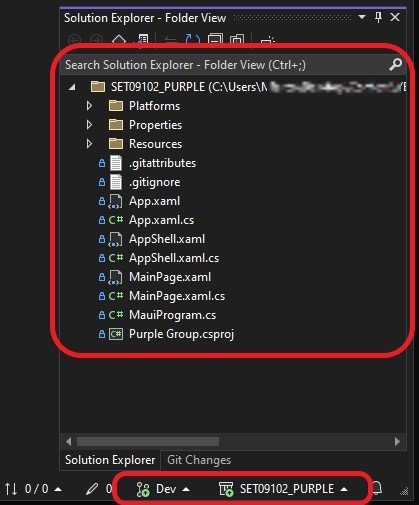 Solution Explorer - Folder View
Search Solution Explorer - Folder View (Ctrl+;)
SET09102_PURPLE (C:\Users\
Platforms
Properties
Resources
.gitattributes
.gitignore
App.xaml
C# App.xaml.cs
AppShell.xaml
C# AppShell.xaml.cs
MainPage.xaml
C# MainPage.xaml.cs
C# MauiProgram.cs
C# Purple Group.csproj
Solution Explorer Git Changes
0 / 0 0 Dev SET09102_PURPLE